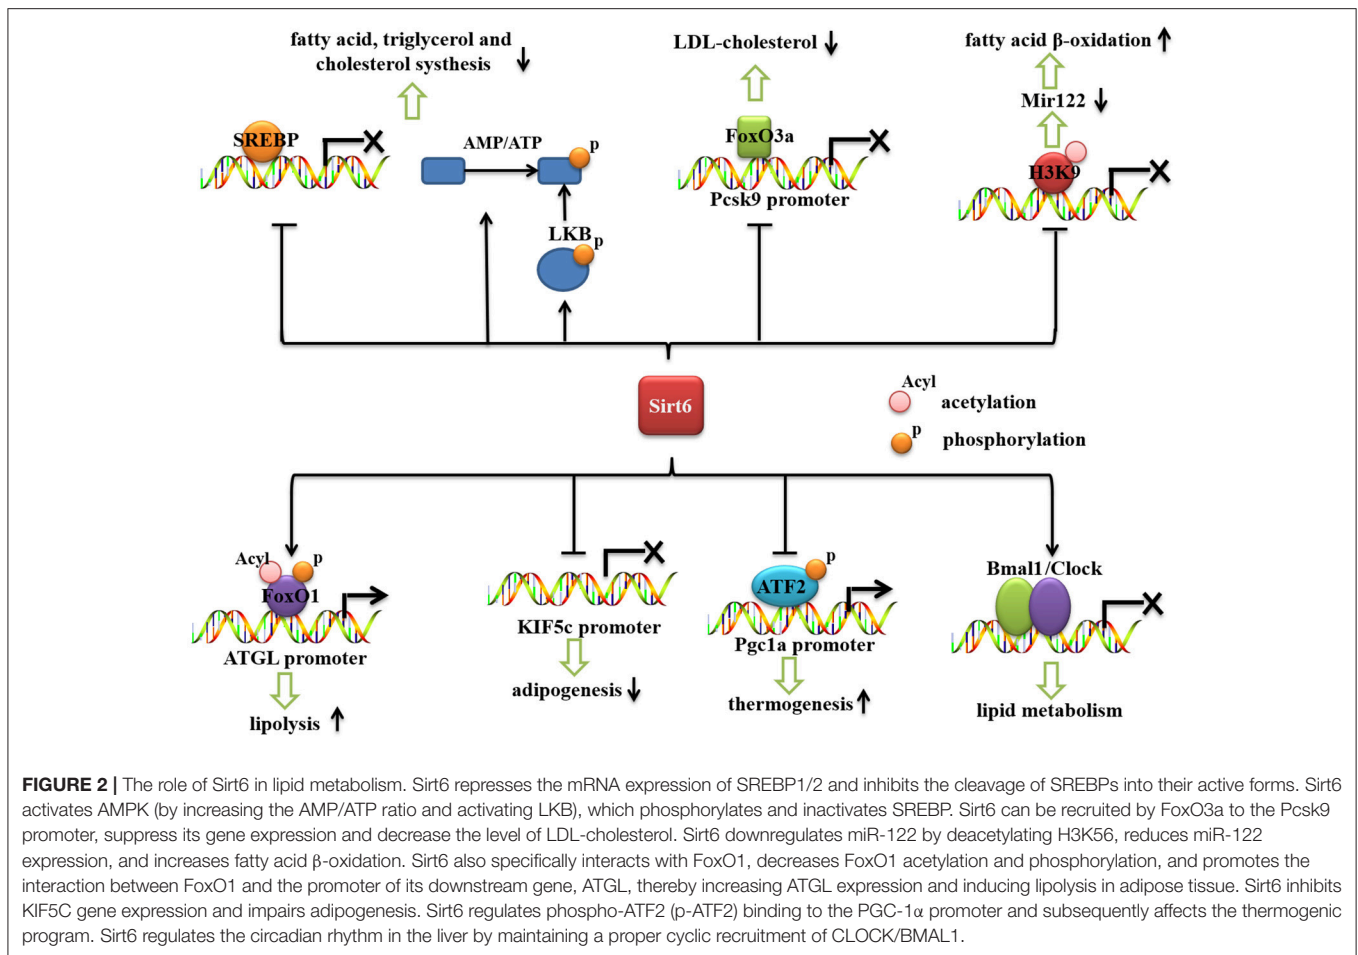 fatty acid, triglycerol and
cholesterol systhesis
LDL-cholesterol
fatty acid β-oxidation
Mir122
SREBP
AMP/ATP
p
FoxO3a
H3K9
Pcsk9 promoter
LKB
p
Sirt6
Acyl
acetylation
p
phosphorylation
Acyl
p
FoxO1
ATGL promoter
lipolysis
KIF5c promoter
adipogenesis
p
ATF2
Pgc1a promoter
thermogenesis
Bmal1/Clock
lipid metabolism
FIGURE 2 | The role of Sirt6 in lipid metabolism. Sirt6 represses the mRNA expression of SREBP1/2 and inhibits the cleavage of SREBPs into their active forms. Sirt6
activates AMPK (by increasing the AMP/ATP ratio and activating LKB), which phosphorylates and inactivates SREBP. Sirt6 can be recruited by FoxO3a to the Pcsk9
promoter, suppress its gene expression and decrease the level of LDL-cholesterol. Sirt6 downregulates miR-122 by deacetylating H3K56, reduces miR-122
expression, and increases fatty acid β-oxidation. Sirt6 also specifically interacts with FoxO1, decreases FoxO1 acetylation and phosphorylation, and promotes the
interaction between FoxO1 and the promoter of its downstream gene, ATGL, thereby increasing ATGL expression and inducing lipolysis in adipose tissue. Sirt6 inhibits
KIF5C gene expression and impairs adipogenesis. Sirt6 regulates phospho-ATF2 (p-ATF2) binding to the PGC-1α promoter and subsequently affects the thermogenic
program. Sirt6 regulates the circadian rhythm in the liver by maintaining a proper cyclic recruitment of CLOCK/BMAL1.